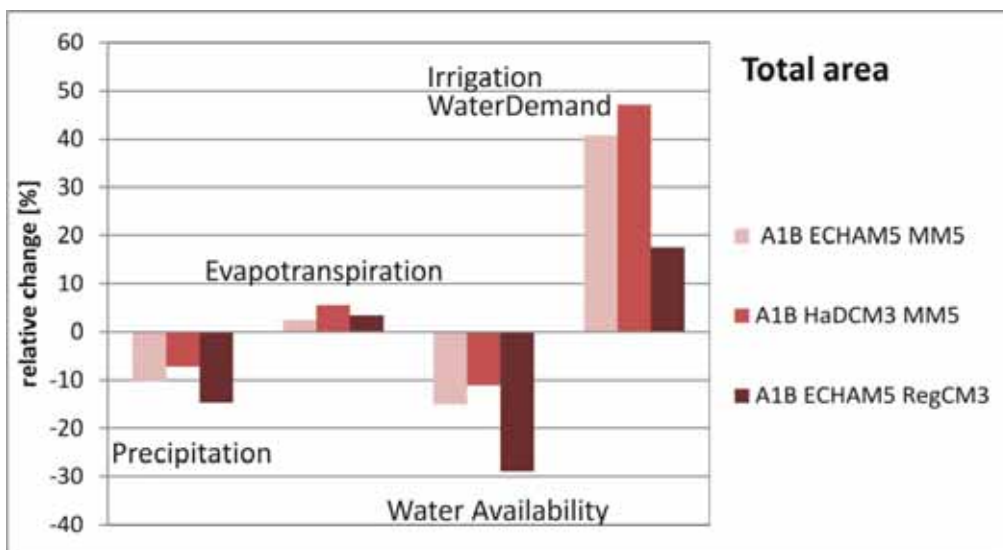 60
50
40
30
20
10
0
-10
-20
-30
-40
relative change [%]
Irrigation
WaterDemand
Evapotranspiration
Precipitation
Water Availability
Total area
A1B ECHAM5 MM5
A1B HaDCM3 MM5
A1B ECHAM5 RegCM3